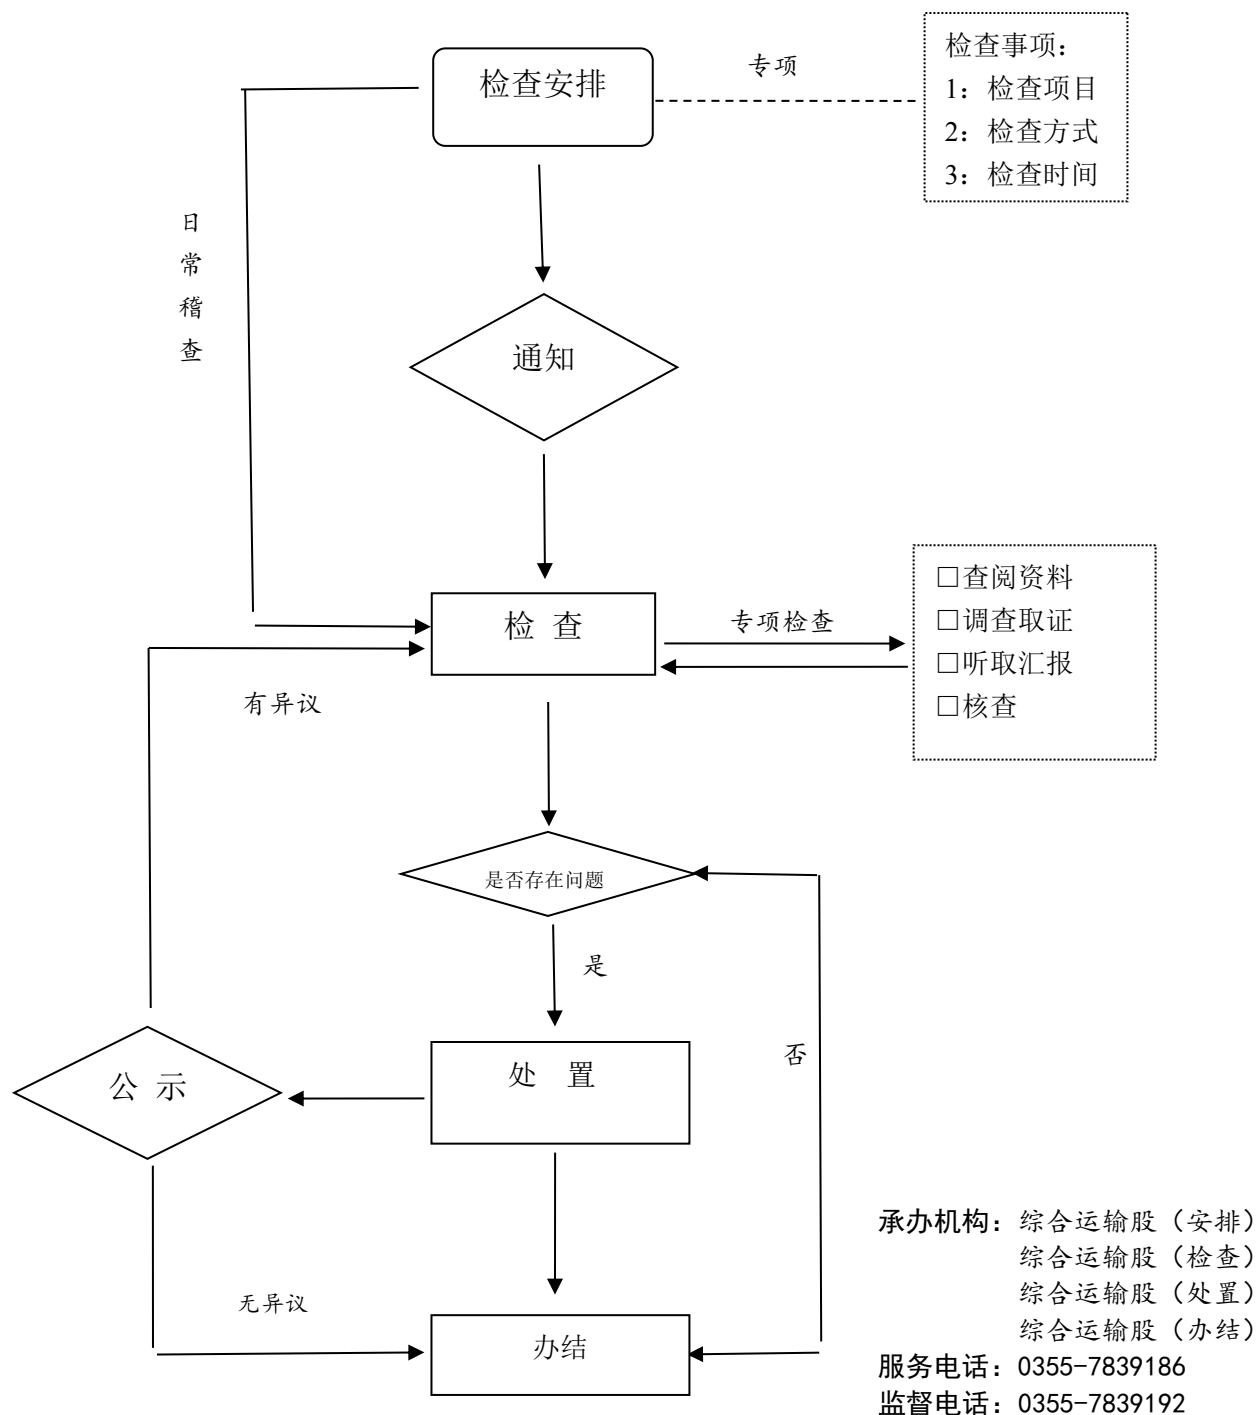 检查安排
专项
检查事项：
1：检查项目
2：检查方式
3：检查时间
日常稽查
通知
检 查
专项检查
□查阅资料
□调查取证
□听取汇报
□核查
有异议
是否存在问题
是
否
公 示
处 置
无异议
办结
承办机构：综合运输股（安排）
综合运输股（检查）
综合运输股（处置）
综合运输股（办结）
服务电话：0355-7839186
监督电话：0355-7839192